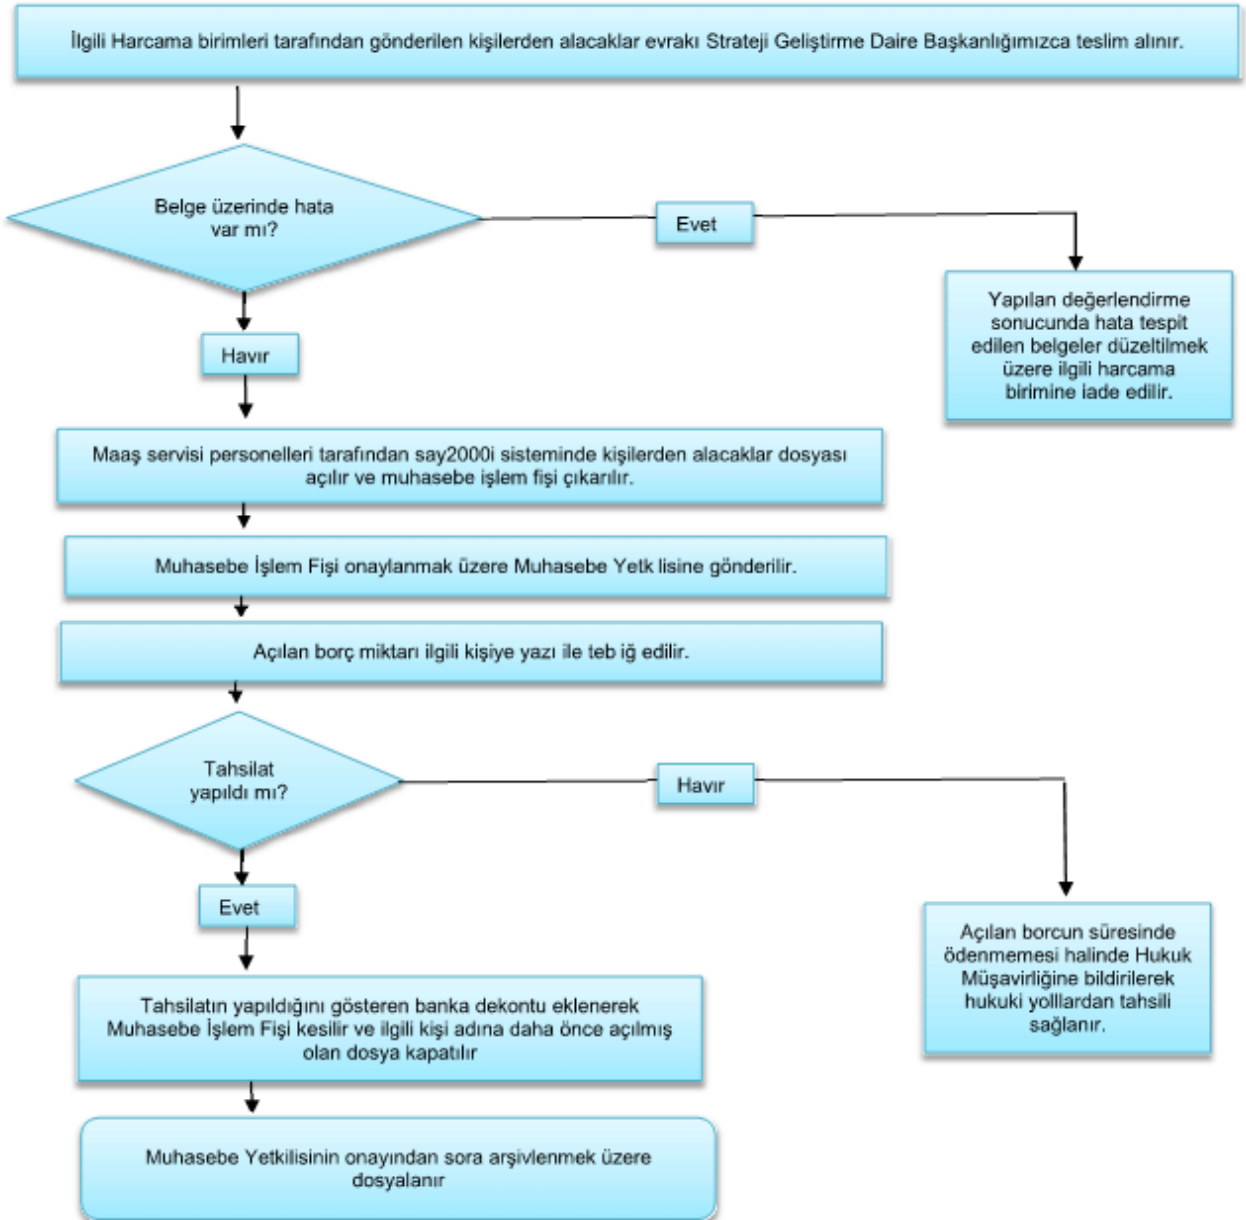 İlgili Harcama birimleri tarafından gönderilen kişilerden alacaklar evrakı Strateji Geliştirme Daire Başkanlığımızca teslim alınır.
Belge üzerinde hata
var mı?
Evet
Yapılan değerlendirme
sonucunda hata tespit
edilen belgeler düzeltilmek
üzere ilgili harcama
birimine iade edilir.
Havır
Maaş servisi personelleri tarafından say2000i sisteminde kişilerden alacaklar dosyası
açılır ve muhasebe işlem fişi çıkarılır.
Muhasebe İşlem Fişi onaylanmak üzere Muhasebe Yetk lisine gönderilir.
Açılan borç miktarı ilgili kişiye yazı ile teb iğ edilir.
Tahsilat
yapıldı mı?
Havır
Evet
Açılan borcun süresinde
ödenmemesi halinde Hukuk
Müşavirliğine bildirilerek
hukuki yolllardan tahsili
sağlanır.
Tahsilatın yapıldığını gösteren banka dekontu eklenerek
Muhasebe İşlem Fişi kesilir ve ilgili kişi adına daha önce açılmış
olan dosya kapatılır
Muhasebe Yetkilisinin onayından sora arşivlenmek üzere
dosyalanır